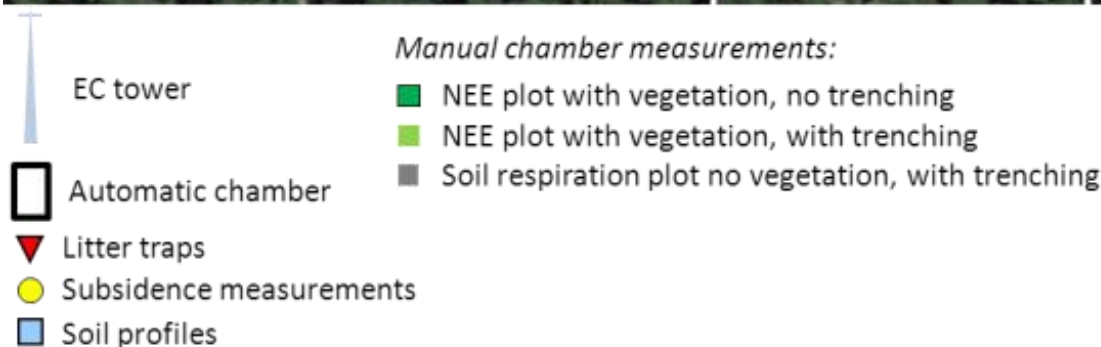 EC tower
Automatic chamber
Litter traps
Subsidence measurements
Soil profiles
Manual chamber measurements:
NEE plot with vegetation, no trenching
NEE plot with vegetation, with trenching
Soil respiration plot no vegetation, with trenching